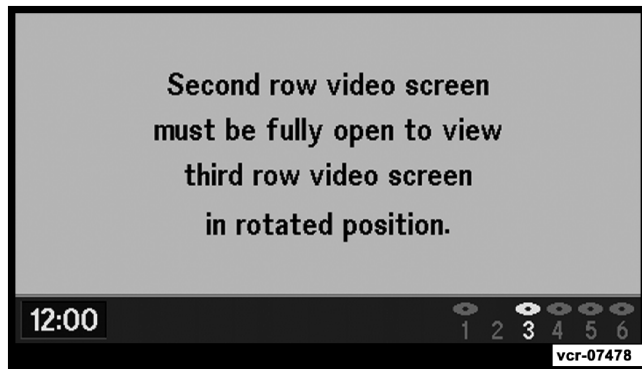 Second row video screen
must be fully open to view
third row video screen
in rotated position.
12:00
1 2 3 4 5 6
vcr-07478